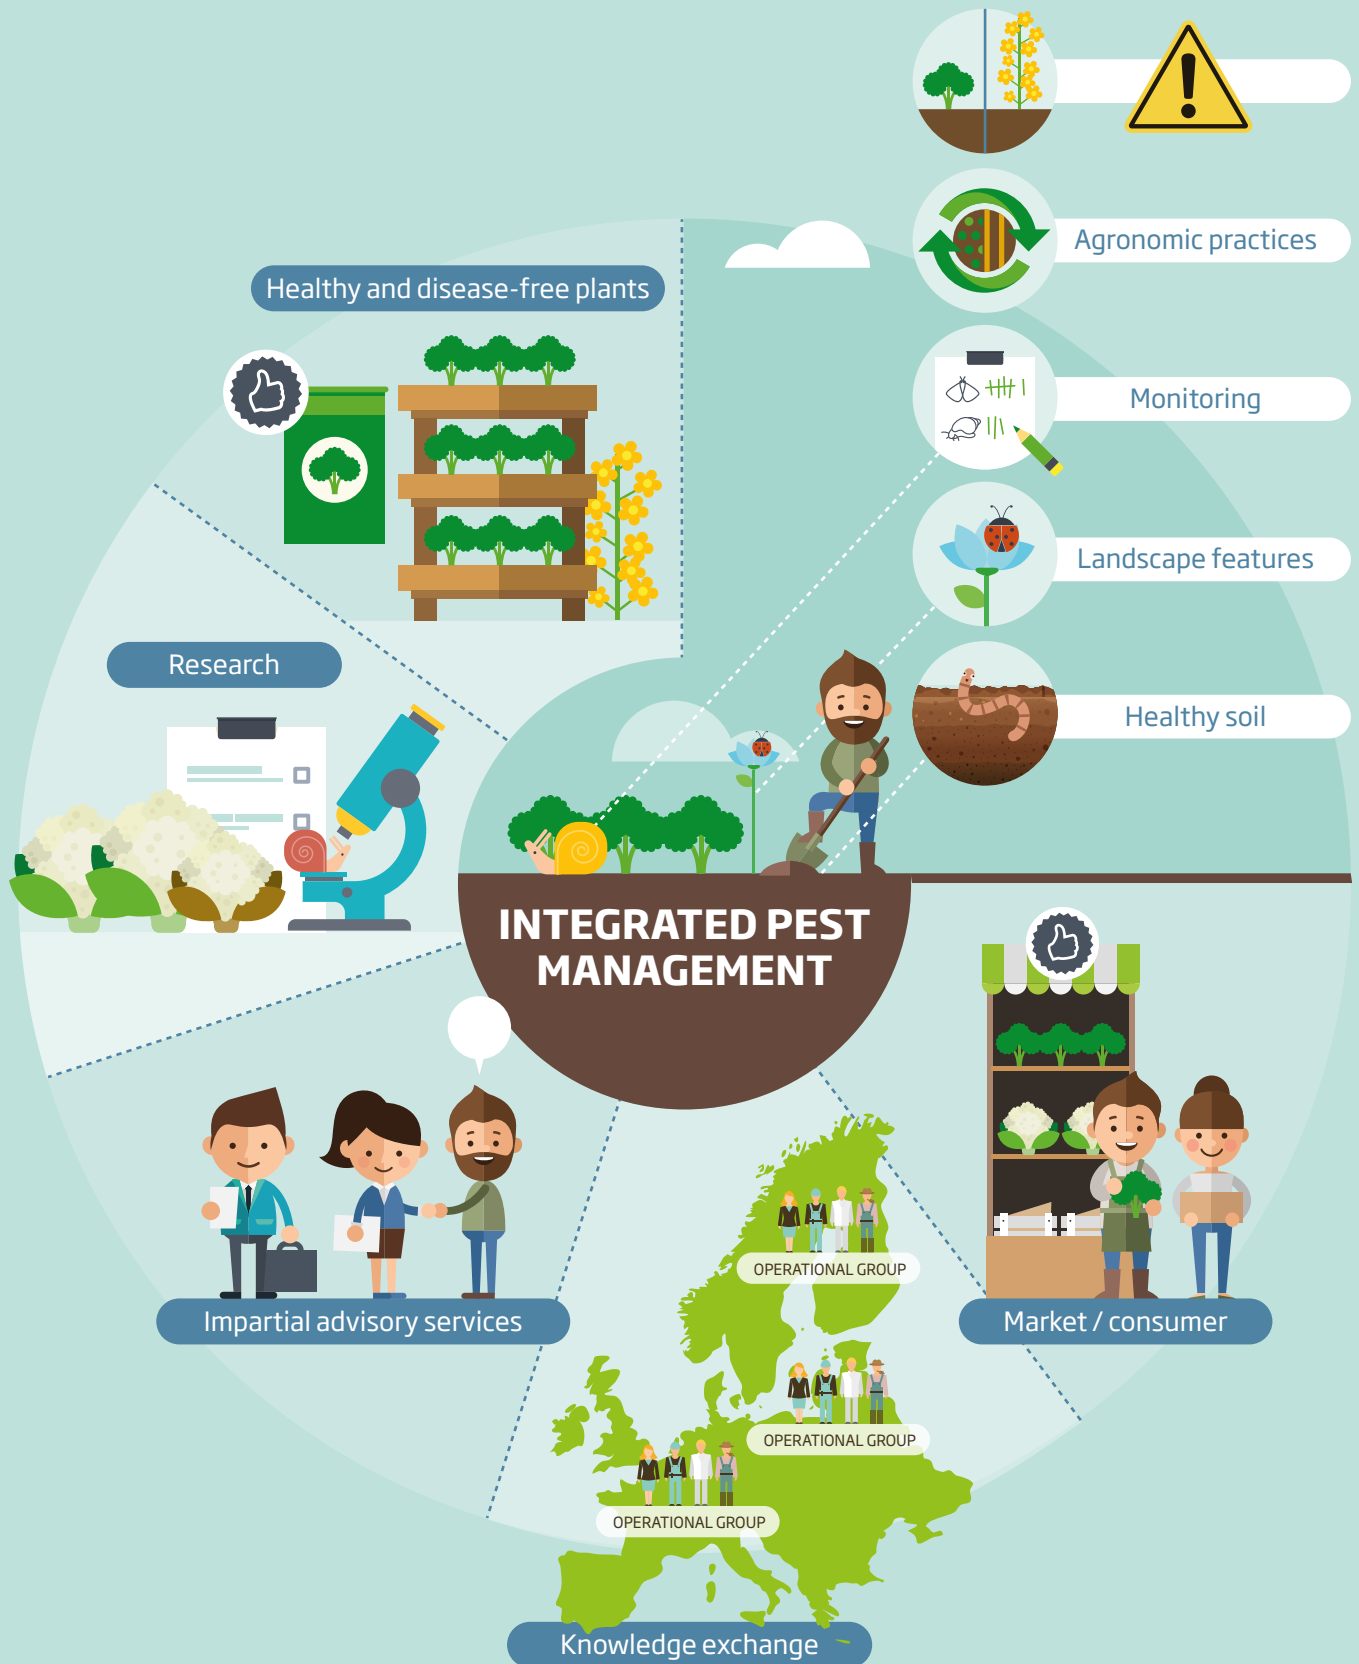 Agronomic practices
Healthy and disease-free plants
Monitoring
Landscape features
Research
Healthy soil
INTEGRATED PEST
MANAGEMENT
OPERATIONAL GROUP
Impartial advisory services
Market / consumer
OPERATIONAL GROUP
OPERATIONAL GROUP
Knowledge exchange